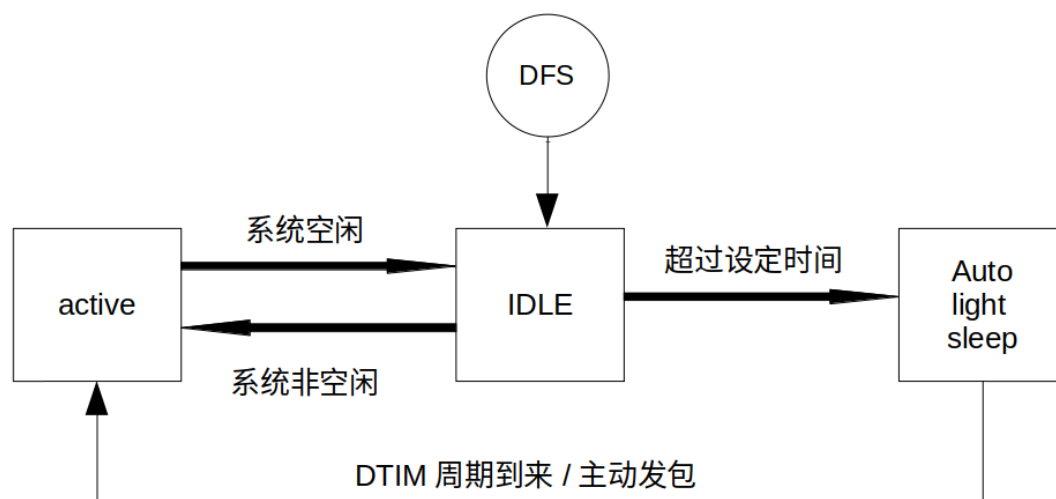 DFS
系统空闲
超过设定时间
active
IDLE
Auto
light
sleep
系统非空闲
DTIM 周期到来 / 主动发包